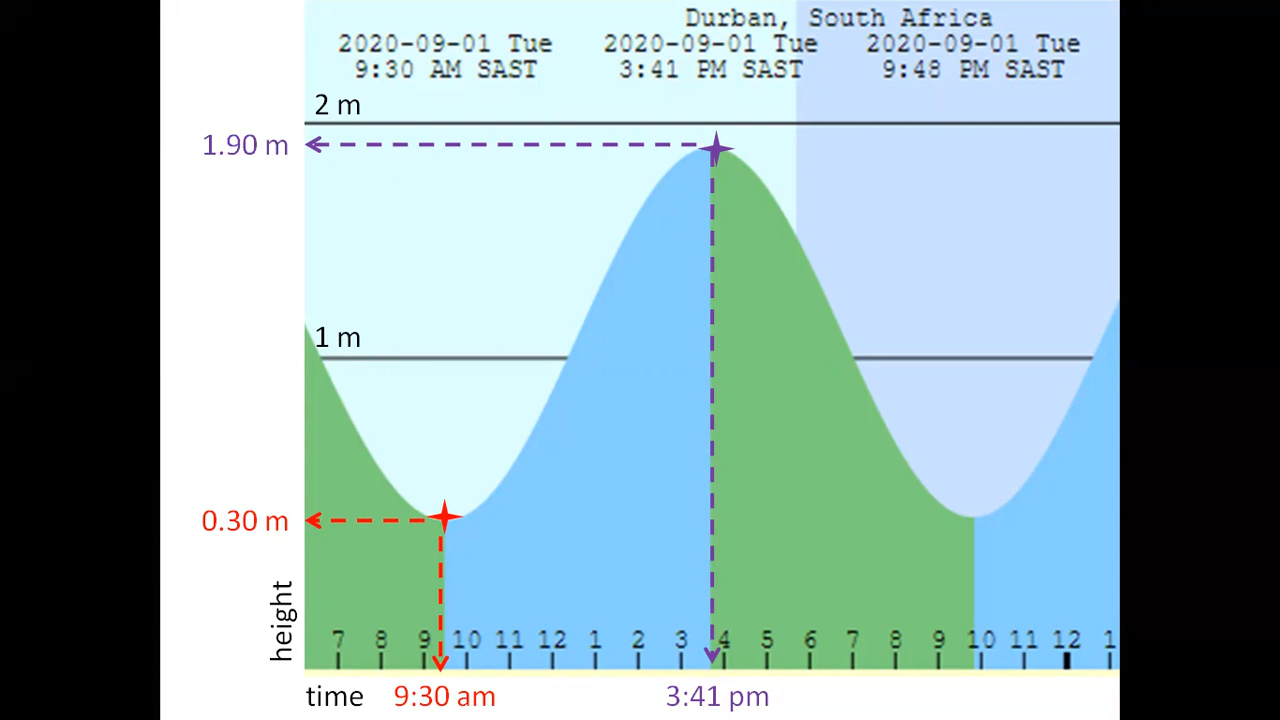 Durban, South Africa
2020-09-01 Tue 2020-09-01 Tue 2020-09-01 Tue
9:30 AM SAST 3:41 PM SAST 9:48 PM SAST
2 m
1.90 m
1 m
0.30 m
height
7 8 9 10 11 12 1 2 3 4 5 6 7 8 9 10 11 12 1
time 9:30 am 3:41 pm